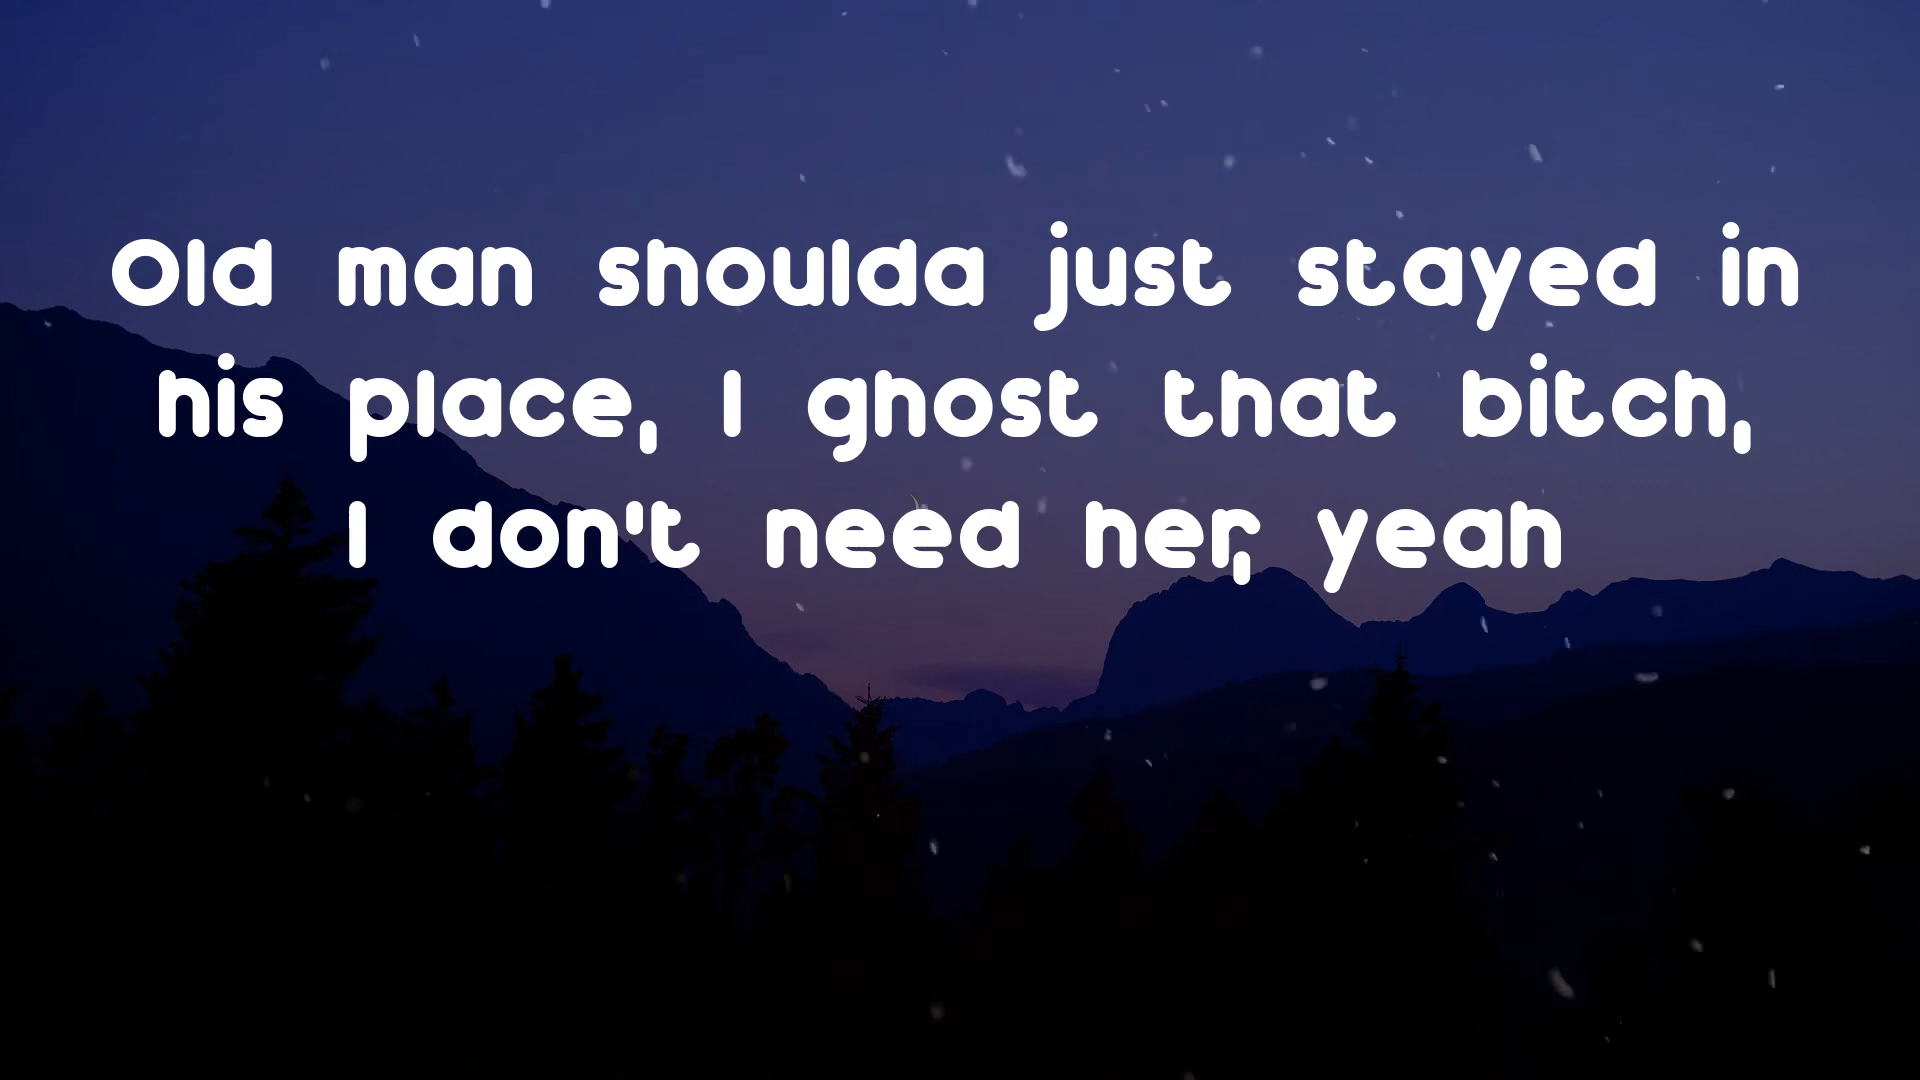 Old man shoulda just stayed in
his place, I ghost that bitch,
I don't need her, yeah